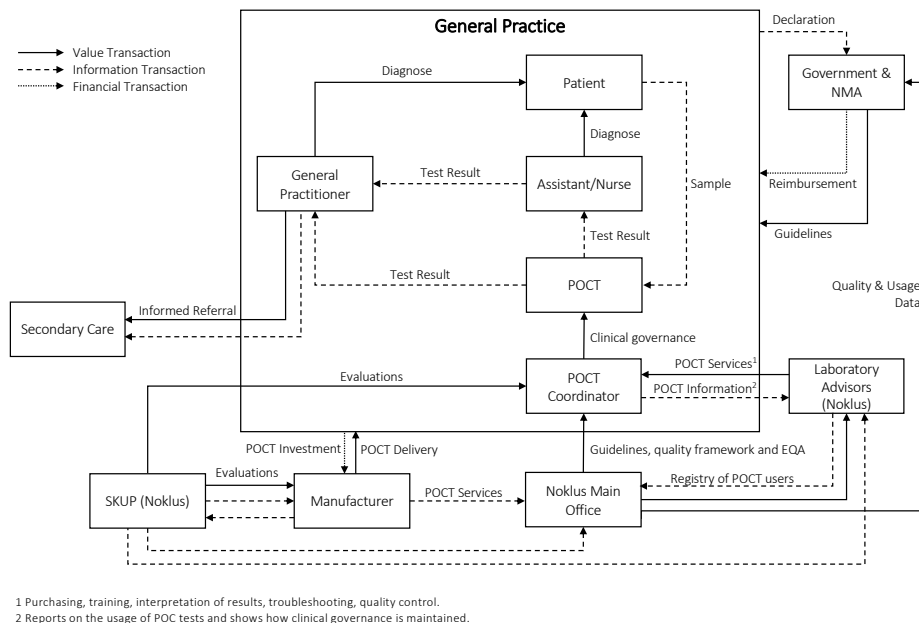 General Practice
Declaration
Value Transaction
Information Transaction
Financial Transaction
Diagnose
Patient
Government &
NMA
Diagnose
General
Practitioner
Test Result
Assistant/Nurse
Sample
Reimbursement
Test Result
Guidelines
Test Result
POCT
Quality & Usage
Data
Informed Referral
Secondary Care
Clinical governance
Evaluations
POCT
Coordinator
POCT Services¹
POCT Information²
Laboratory
Advisors
(Noklus)
POCT Investment
POCT Delivery
Guidelines, quality framework and EQA
Evaluations
SKUP (Noklus)
Manufacturer
POCT Services
Noklus Main
Office
Registry of POCT users
1 Purchasing, training, interpretation of results, troubleshooting, quality control.
2 Reports on the usage of POC tests and shows how clinical governance is maintained.